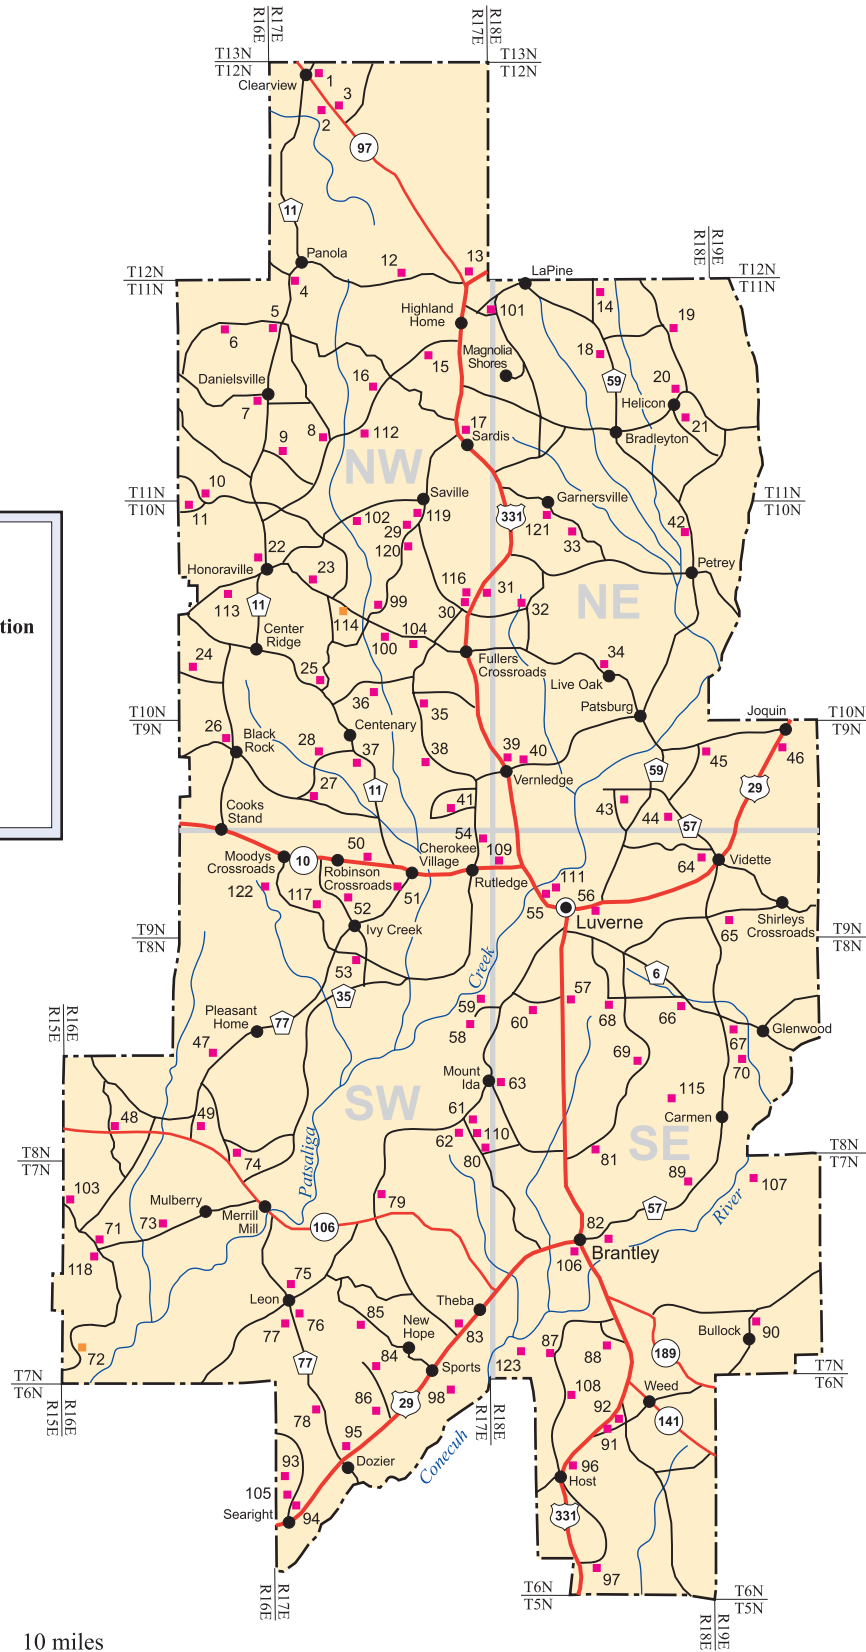 R16E
R17E
R17E
R18E
T13N
T12N
T13N
T12N
Clearview
1
3
2
97
11
Panola
12
13
LaPine
R18E
R19E
T12N
T11N
T12N
T11N
4
Highland
Home
101
14
19
5
6
Magnolia
Shores
15
18
Danielsville
16
59
20
Helicon
7
21
17
Sardis
Bradleyton
8
112
9
NW
10
11
T11N
T10N
Saville
Garnersville
T11N
T10N
119
102
29
331
121
33
120
42
22
Honoraville
23
Petrey
113
11
116
31
NE
99
30
32
114
Center
Ridge
100
104
24
Fullers
Crossroads
34
25
Live Oak
36
Patsburg
Joquin
T10N
T9N
T10N
T9N
35
26
Black
Rock
Centenary
28
37
38
39
40
45
46
Vernledge
59
27
11
29
41
43
44
57
Cooks
Stand
54
Cherokee
Village
109
50
Moodys
Crossroads
10
Robinson
Crossroads
64
Vidette
Rutledge
122
117
51
111
52
55
56
Luverne
Shirleys
Crossroads
Ivy Creek
65
T9N
T8N
T9N
T8N
53
Creek
6
35
R15E
R16E
59
57
Pleasant
Home
77
60
68
66
58
67
Glenwood
47
69
70
Mount
Ida
63
115
SW
48
49
61
Carmen
62
110
SE
T8N
T7N
80
81
T8N
T7N
74
Patsaliga
89
107
103
79
Mulberry
57
River
73
Merrill
Mill
71
106
82
Brantley
118
106
75
Leon
Theba
76
85
New
Hope
Bullock
90
77
83
72
87
88
189
84
T7N
T6N
77
Sports
123
T7N
T6N
R15E
R16E
98
Weed
108
29
R17E
R18E
86
92
141
78
91
95
Conecuh
93
Dozier
96
Host
105
Searight
94
331
97
R16E
R17E
T6N
T5N
T6N
T5N
R18E
R19E
tion
10 miles